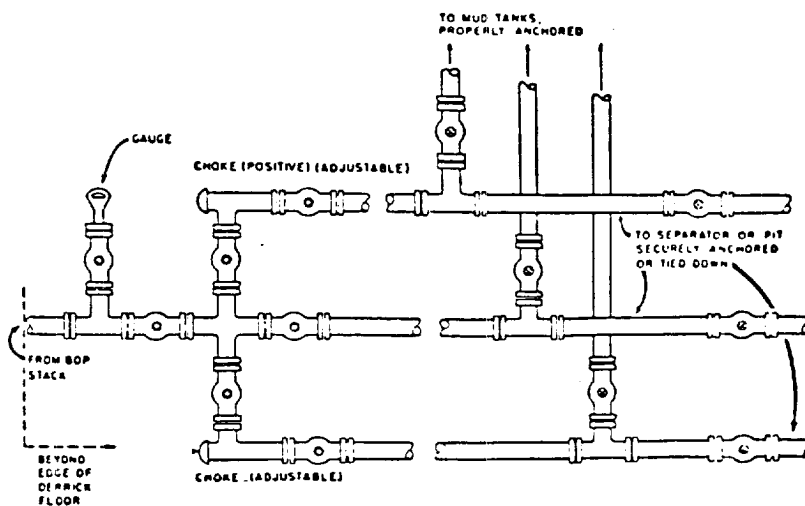 TO MUD TANKS,
PROPERLY ANCHORED
GAUGE
CHOKE (POSITIVE) (ADJUSTABLE)
TO SEPARATOR OR PIT
SECURELY ANCHORED
OR TIED DOWN
FROM BOP
STACK
BEYOND
EDGE OF
DERRICK
FLOOR
CHOKE (ADJUSTABLE)